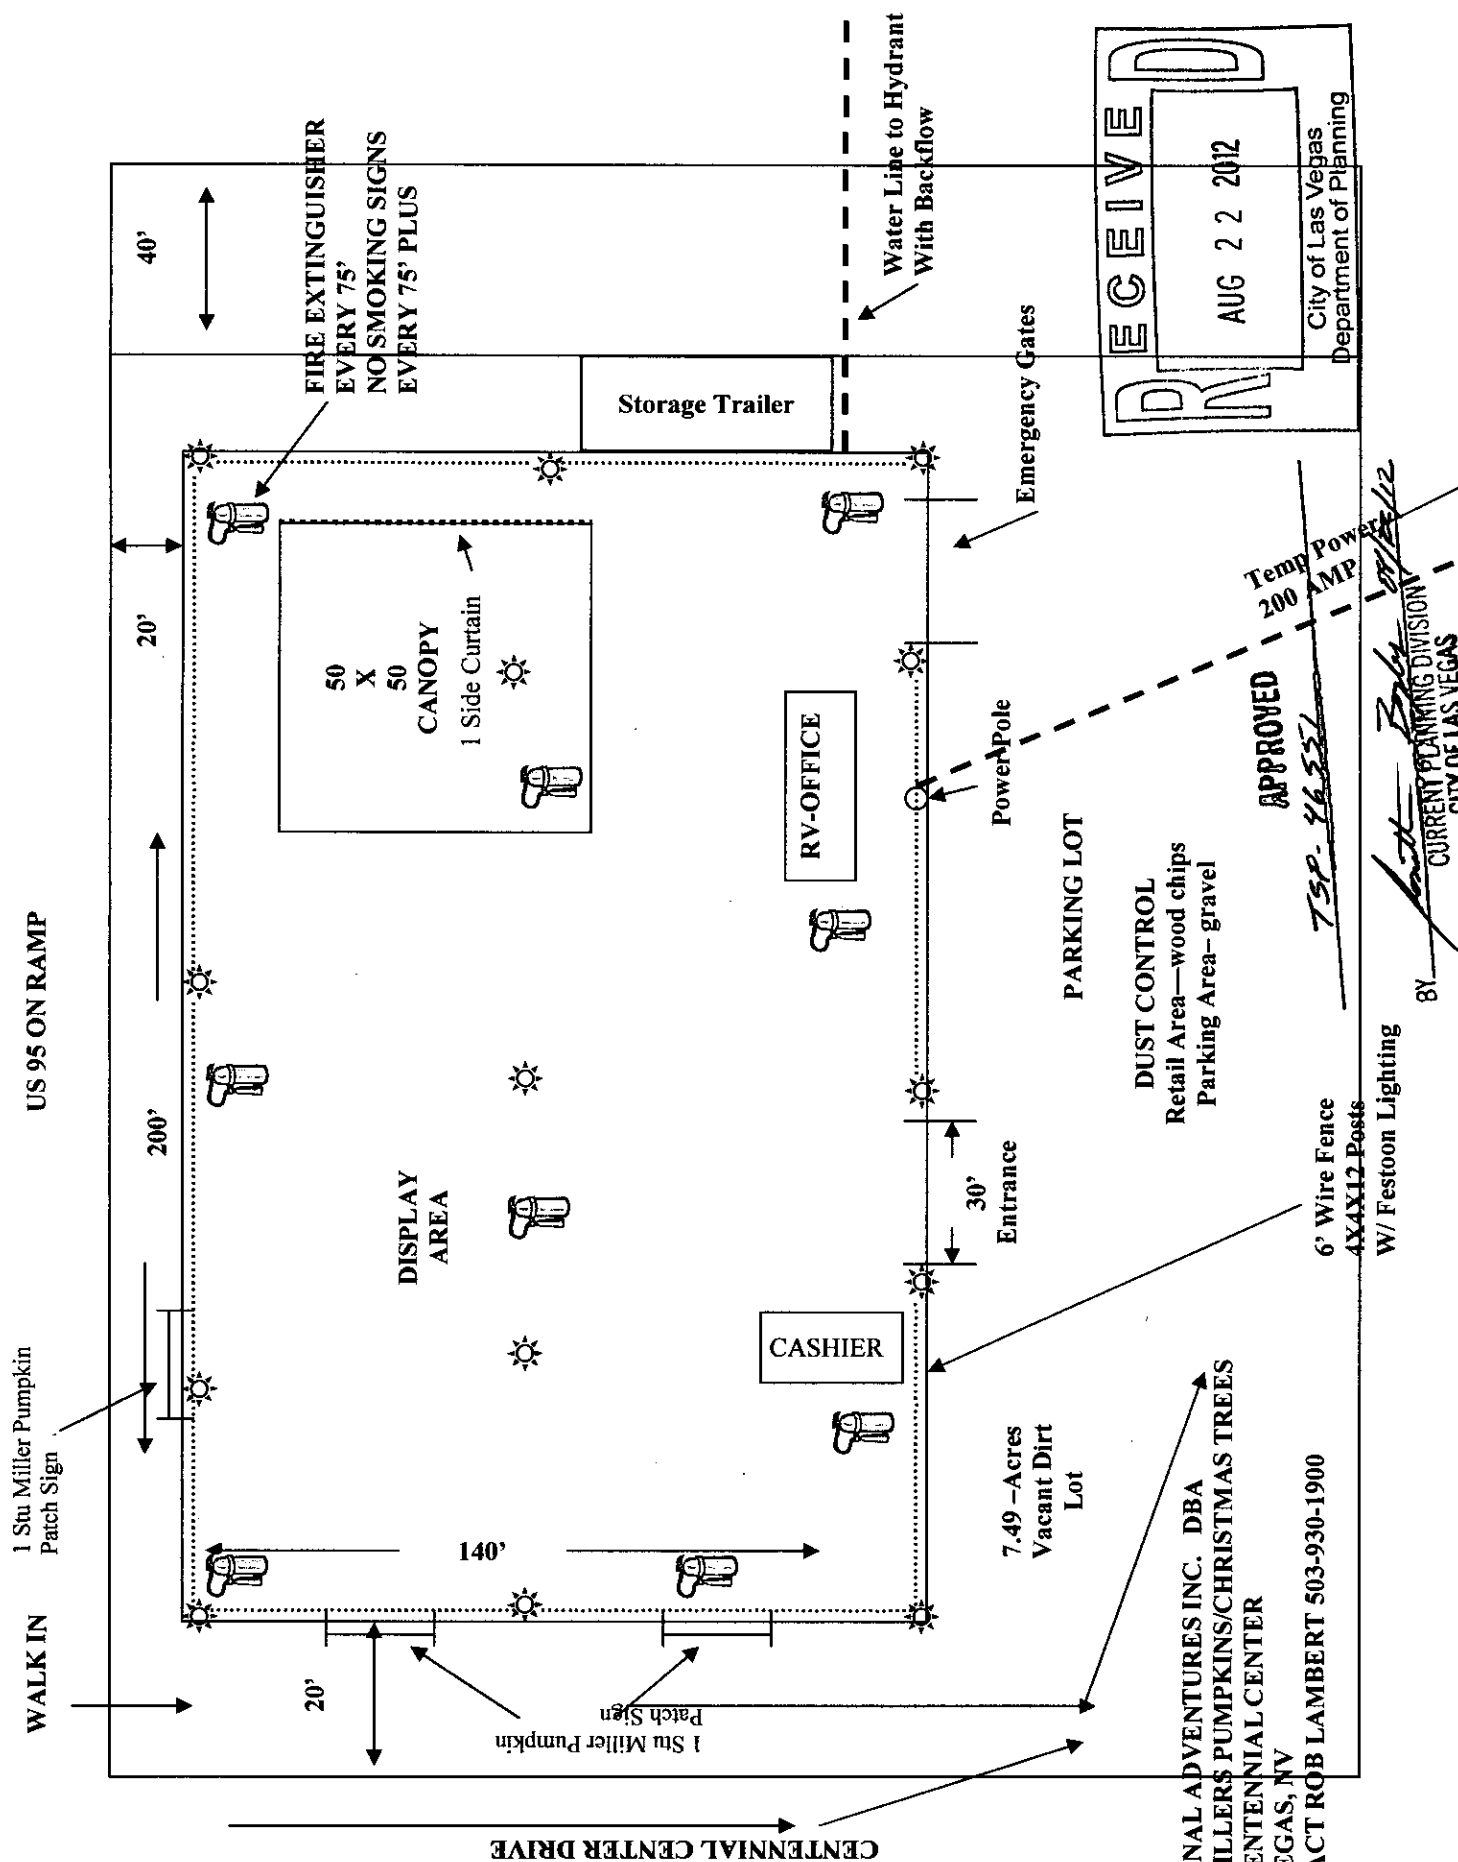 US 95 ON RAMP
WALK IN
1 Stu Miller Pumpkin
Patch Sign
200'
20'
40'
FIRE EXTINGUISHER
EVERY 75'
NO SMOKING SIGNS
EVERY 75' PLUS
50
X
50
CANOPY
1 Side Curtain
DISPLAY
AREA
140'
20'
1 Stu Miller Pumpkin
Patch Sign
CENTENNIAL CENTER DRIVE
Storage Trailer
Water Line to Hydrant
With Backflow
RV-OFFICE
CASHIER
Emergency Gates
Power Pole
30'
Entrance
PARKING LOT
DUST CONTROL
Retail Area—wood chips
Parking Area– gravel
7.49 –Acres
Vacant Dirt
Lot
6' Wire Fence
4X4X12 Posts
W/ Festoon Lighting
Temp Power
200 AMP
RECEIVED
AUG 22 2012
City of Las Vegas
Department of Planning
APPROVED
TSP-46551
BY
CURRENT PLANNING DIVISION
CITY OF LAS VEGAS
NAL ADVENTURES INC. DBA
ILLERS PUMPKINS/CHRISTMAS TREES
ENTENNIAL CENTER
EGAS, NV
ACT ROB LAMBERT 503-930-1900